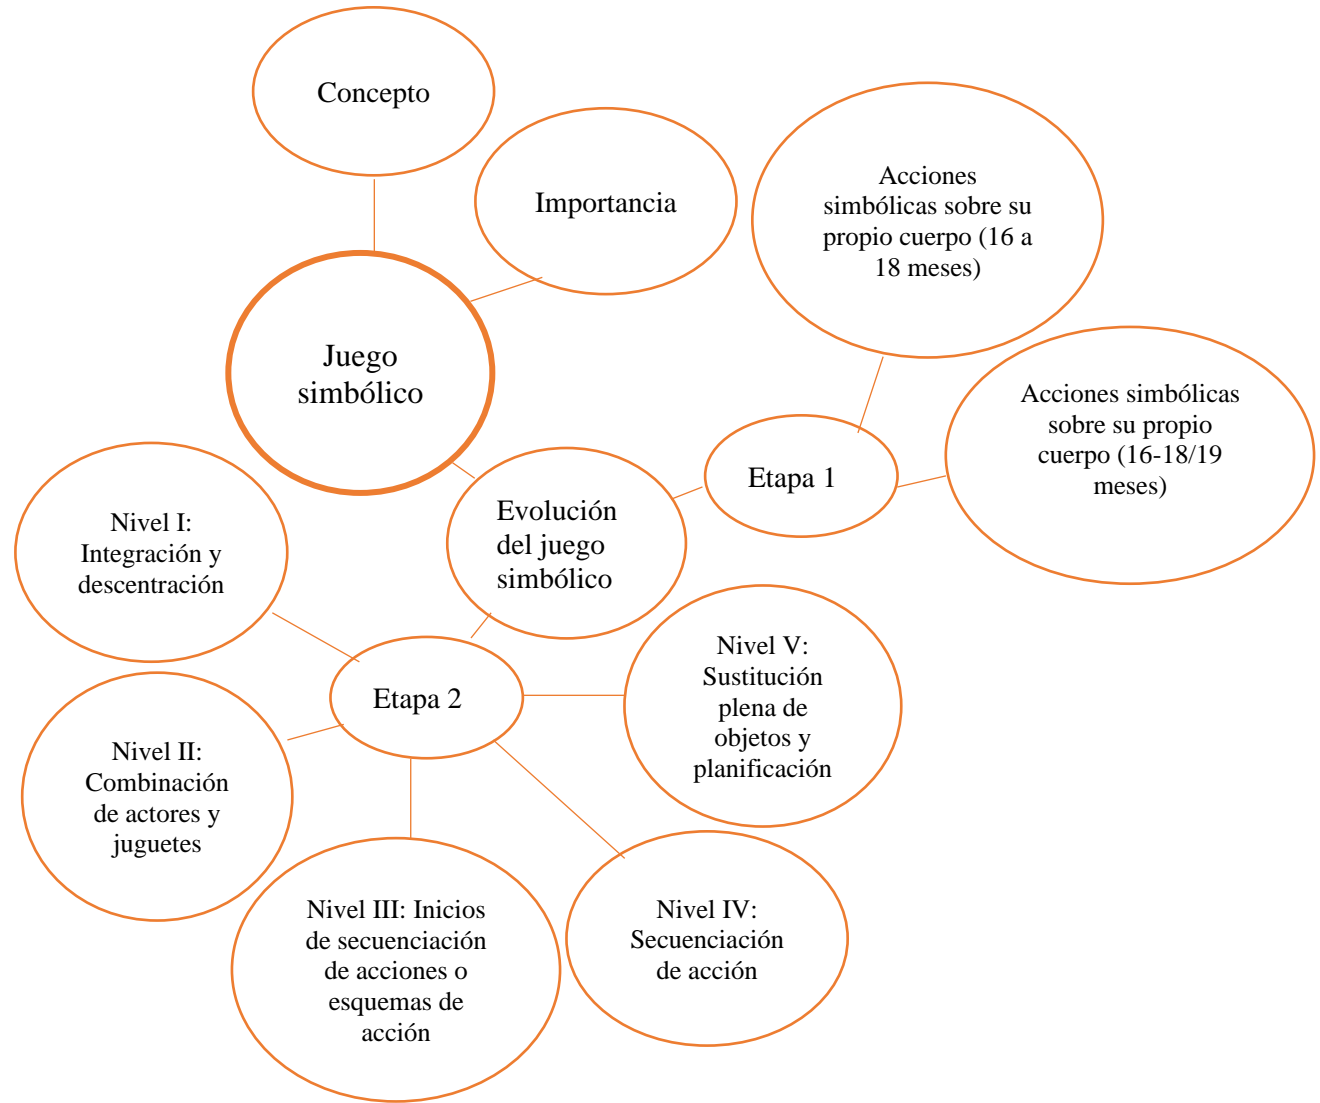 Concepto
Importancia
Acciones
simbólicas sobre su
propio cuerpo (16 a
18 meses)
Juego
simbólico
Acciones simbólicas
sobre su propio
cuerpo (16-18/19
meses)
Etapa 1
Evolución
del juego
simbólico
Nivel I:
Integración y
descentración
Etapa 2
Nivel V:
Sustitución
plena de
objetos y
planificación
Nivel II:
Combinación
de actores y
juguetes
Nivel III: Inicios
de secuenciación
de acciones o
esquemas de
acción
Nivel IV:
Secuenciación
de acción